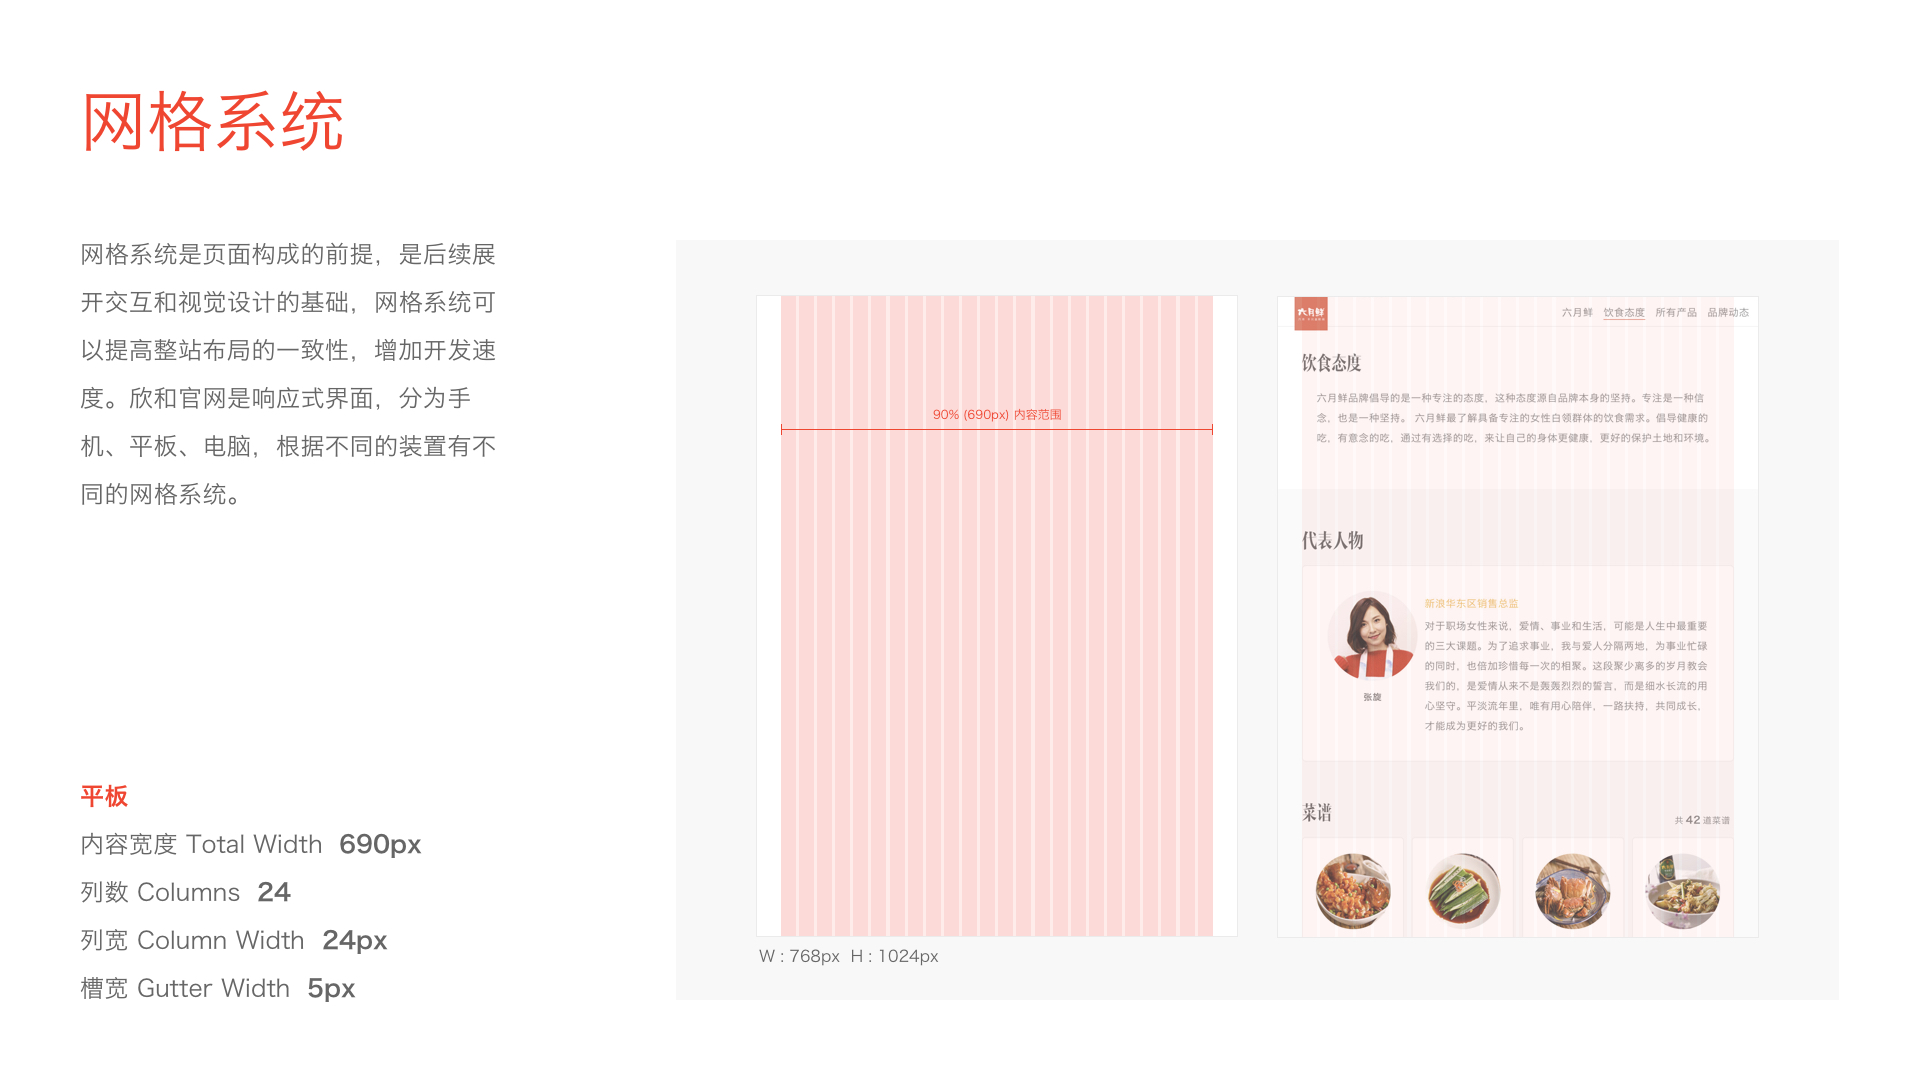 网格系统
网格系统是页面构成的前提，是后续展
开交互和视觉设计的基础，网格系统可
以提高整站布局的一致性，增加开发速
度。欣和官网是响应式界面，分为手
机、平板、电脑，根据不同的装置有不
同的网格系统。
平板
内容宽度 Total Width 690px
列数 Columns 24
列宽 Column Width 24px
槽宽 Gutter Width 5px
90% (690px) 内容范围
W : 768px H : 1024px
六月鲜
六月鲜 饮食态度 所有产品 品牌动态
饮食态度
六月鲜品牌倡导的是一种专注的态度，这种态度源自品牌本身的坚持。专注是一种信
念，也是一种坚持。 六月鲜最了解具备专注的女性白领群体的饮食需求。倡导健康的
吃，有意念的吃，通过有选择的吃，来让自己的身体更健康，更好的保护土地和环境。
代表人物
新浪华东区销售总监
对于职场女性来说，爱情、事业和生活，可能是人生中最重要
的三大课题。为了追求事业，我与爱人分隔两地，为事业忙碌
的同时，也倍加珍惜每一次的相聚。这段聚少离多的岁月教会
我们的，是爱情从来不是轰轰烈烈的誓言，而是细水长流的用
心坚守。平淡流年里，唯有用心陪伴，一路扶持，共同成长，
才能成为更好的我们。
张璇
菜谱
共 42 道菜谱